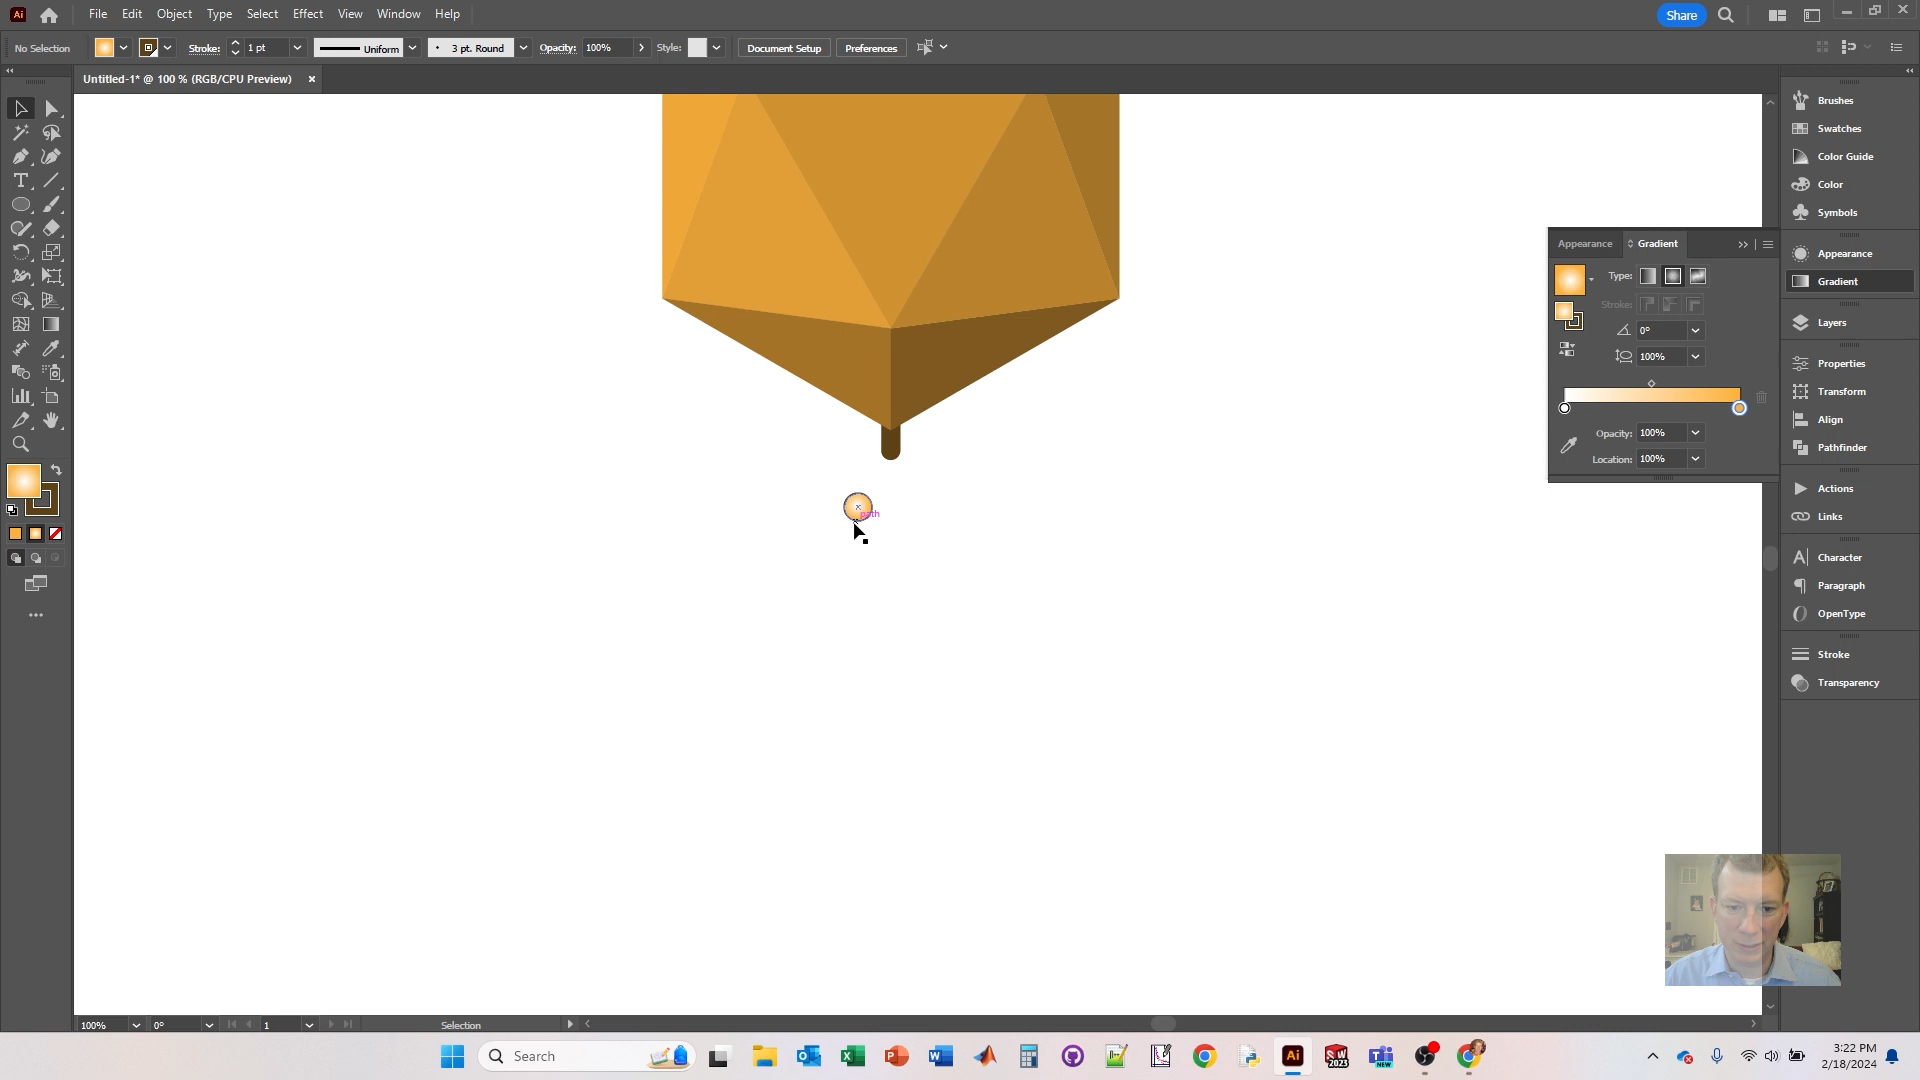 Ai File Edit Object Type Select Effect View Window Help Share
No Selection Stroke: 1 pt Uniform 3 pt. Round Opacity: 100% Style: Document Setup Preferences
Untitled-1* @ 100 % (RGB/CPU Preview) ×
path
Appearance Gradient
Type:
Stroke:
0°
100%
Opacity: 100%
Location: 100%
Brushes
Swatches
Color Guide
Color
Symbols
Appearance
Gradient
Layers
Properties
Transform
Align
Pathfinder
Actions
Links
Character
Paragraph
OpenType
Stroke
Transparency
100% 0° 1 Selection
Search
Ai
NEW
3:22 PM
2/18/2024